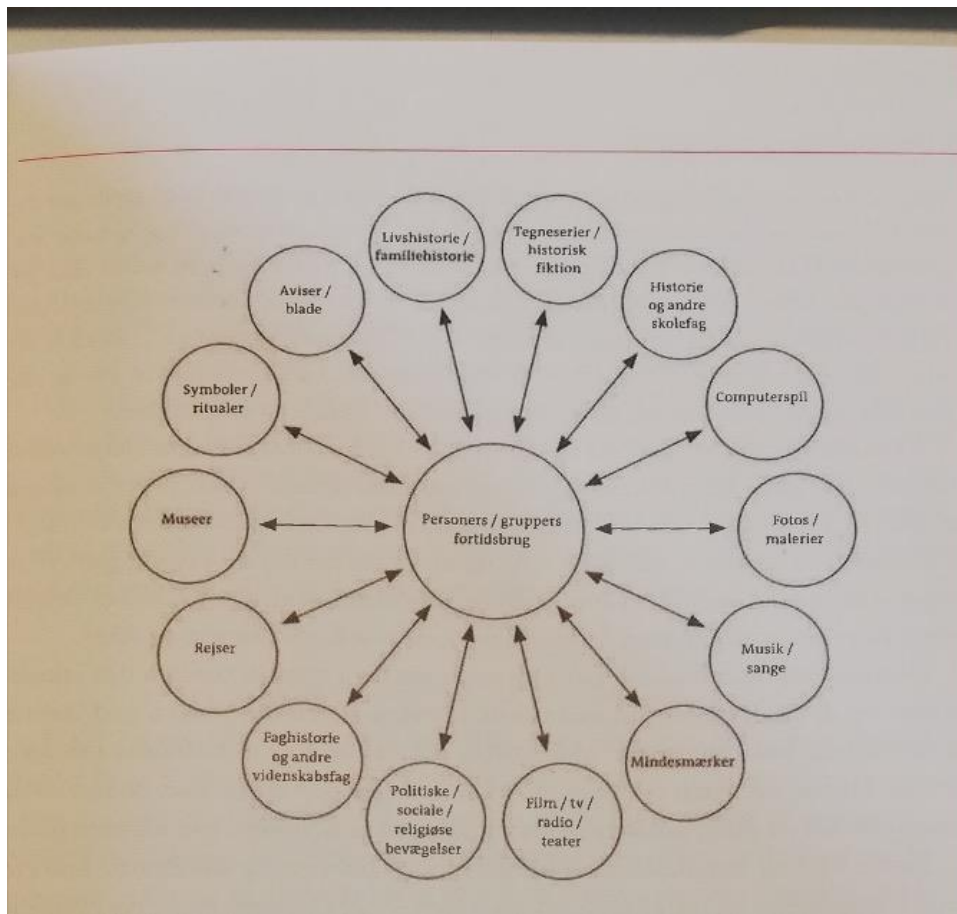 Livshistorie /
familiehistorie
Tegneserier /
historisk
fiktion
Historie
og andre
skolefag
Computerspil
Fotos /
malerier
Musik /
sange
Mindesmærker
Film / tv /
radio /
teater
Politiske /
sociale /
religiøse
bevægelser
Faghistorie
og andre
videnskabsfag
Rejser
Museer
Symboler /
ritualer
Aviser /
blade
Personers / gruppers
fortidsbrug